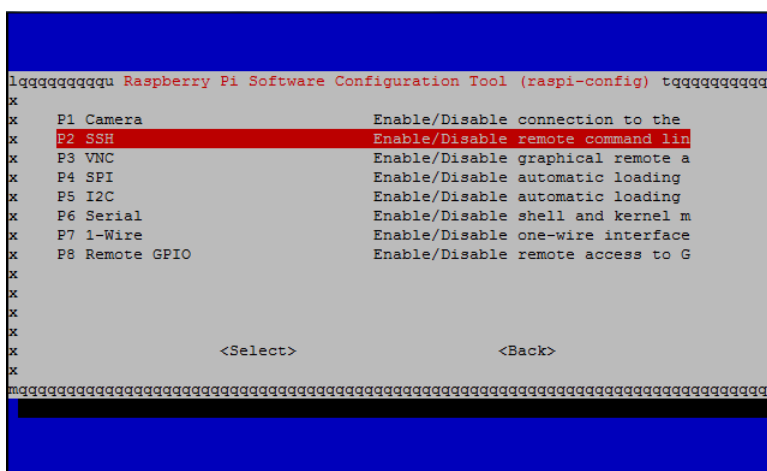 lqqqqqqqqqu Raspberry Pi Software Configuration Tool (raspi-config) tqqqqqqqqqq
x
x P1 Camera Enable/Disable connection to the
x P2 SSH Enable/Disable remote command lin
x P3 VNC Enable/Disable graphical remote a
x P4 SPI Enable/Disable automatic loading
x P5 I2C Enable/Disable automatic loading
x P6 Serial Enable/Disable shell and kernel m
x P7 1-Wire Enable/Disable one-wire interface
x P8 Remote GPIO Enable/Disable remote access to G
x
x
x
x
x <Select> <Back>
x
mqqqqqqqqqqqqqqqqqqqqqqqqqqqqqqqqqqqqqqqqqqqqqqqqqqqqqqqqqqqqqqqqqqqqqqqqqqqqqq